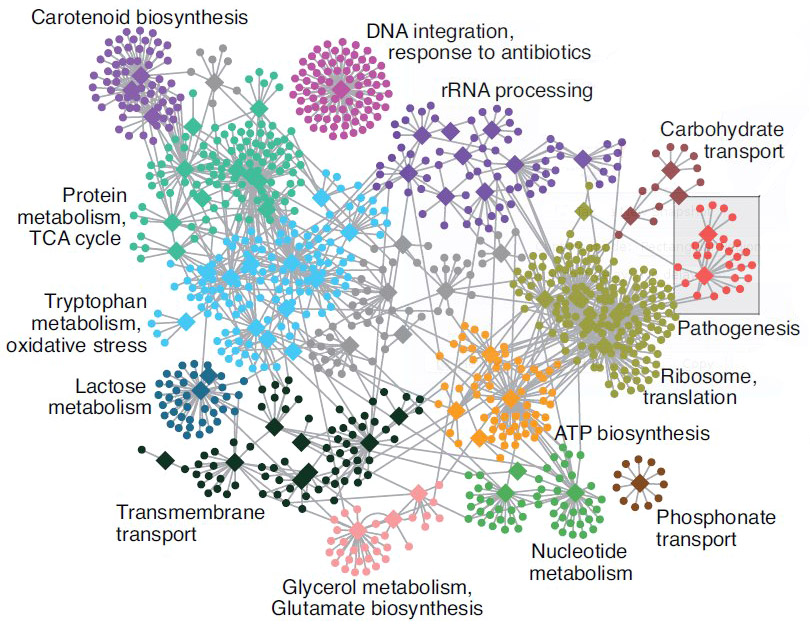 Carotenoid biosynthesis
DNA integration,
response to antibiotics
rRNA processing
Carbohydrate
transport
Protein
metabolism,
TCA cycle
Tryptophan
metabolism,
oxidative stress
Pathogenesis
Lactose
metabolism
Ribosome,
translation
ATP biosynthesis
Transmembrane
transport
Phosphonate
transport
Nucleotide
metabolism
Glycerol metabolism,
Glutamate biosynthesis